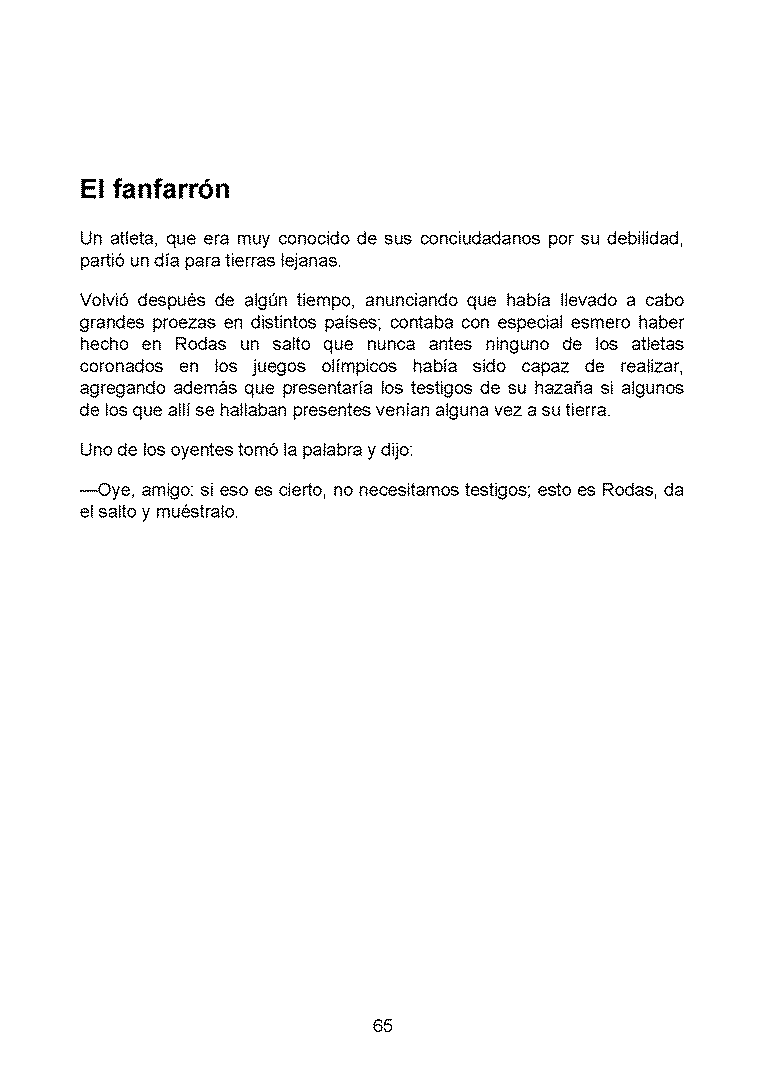 El fanfarrón
Un atleta, que era muy conocido de sus conciudadanos por su debilidad,
partió un día para tierras lejanas.
Volvió después de algún tiempo, anunciando que había llevado a cabo
grandes proezas en distintos países; contaba con especial esmero haber
hecho en Rodas un salto que nunca antes ninguno de los atletas
coronados en los juegos olímpicos había sido capaz de realizar,
agregando además que presentaría los testigos de su hazaña si algunos
de los que allí se hallaban presentes venían alguna vez a su tierra.
Uno de los oyentes tomó la palabra y dijo:
—Oye, amigo: si eso es cierto, no necesitamos testigos; esto es Rodas, da
el salto y muéstralo.
65